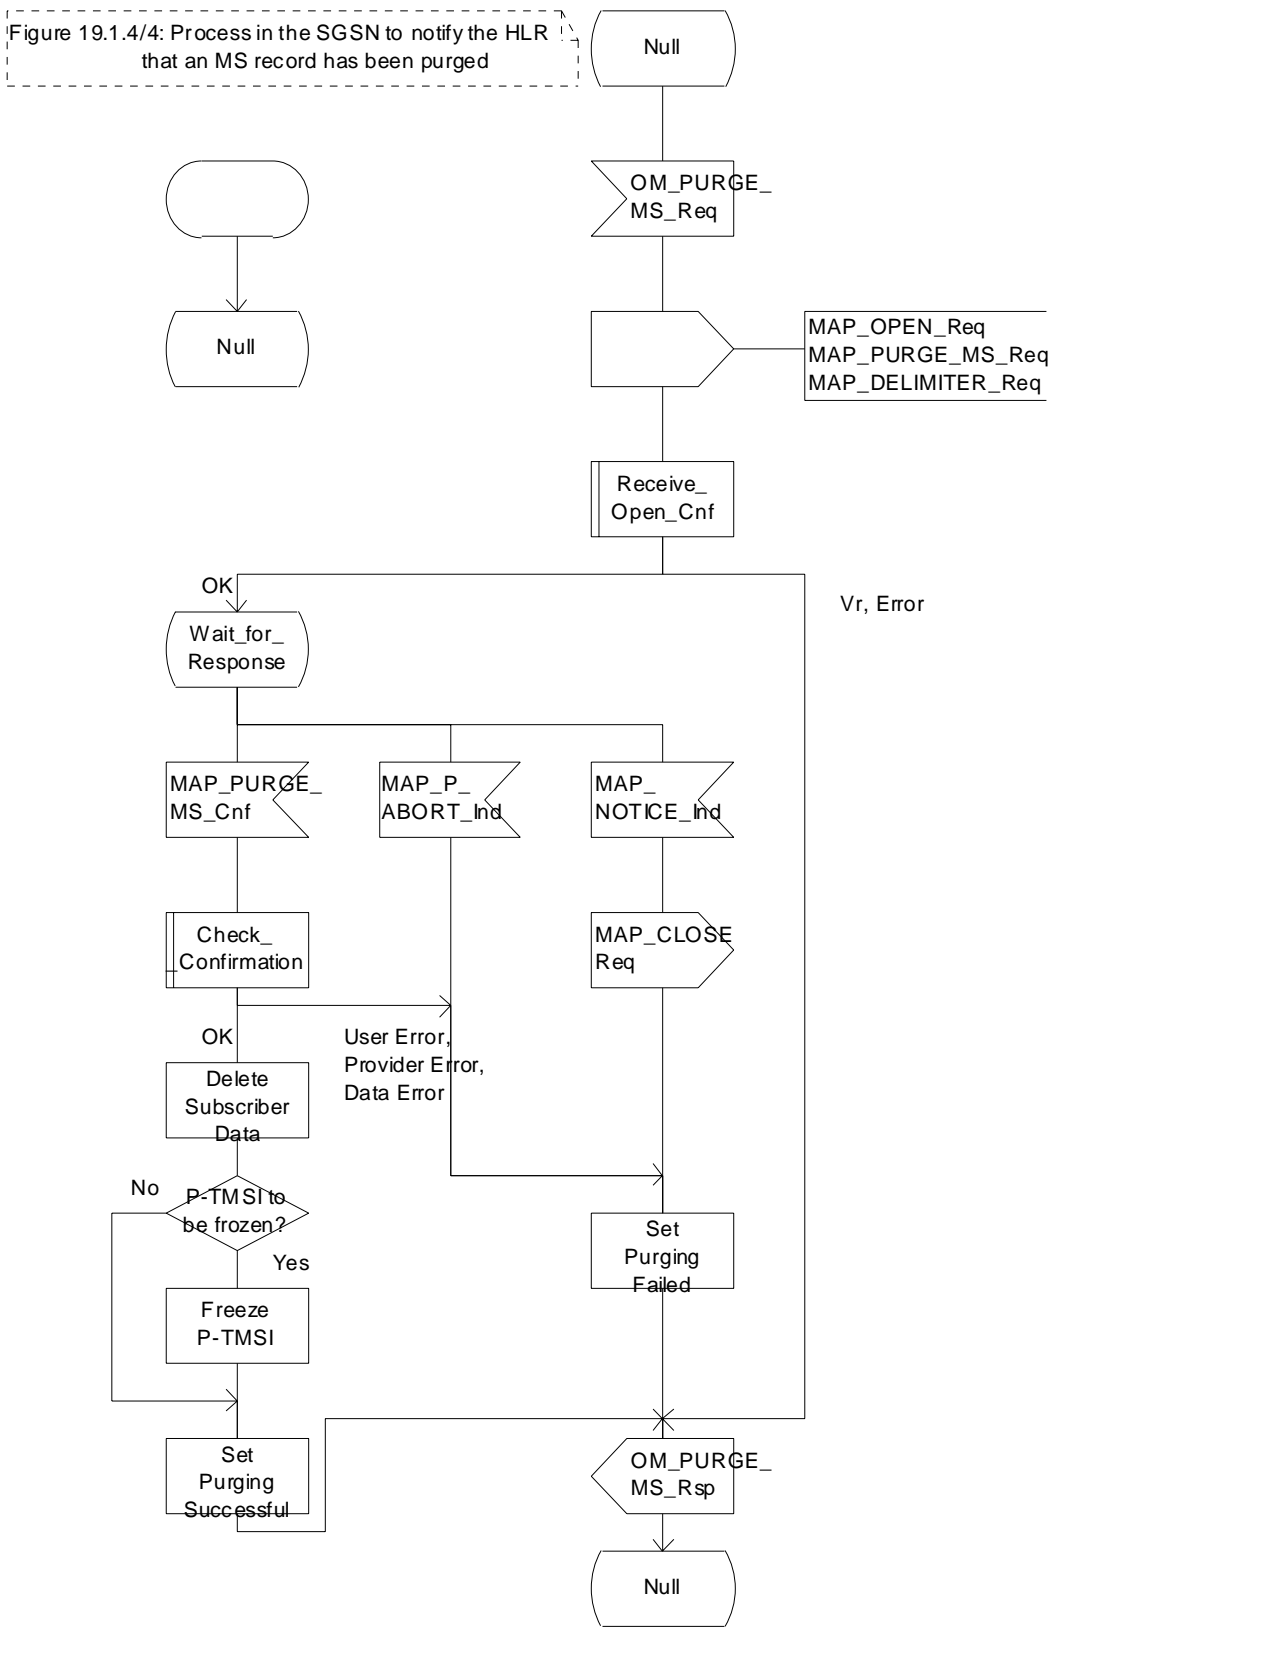 Figure 19.1.4/4: Process in the SGSN to notify the HLR
that an MS record has been purged
Null
OM_PURGE_
MS_Req
Null
MAP_OPEN_Req
MAP_PURGE_MS_Req
MAP_DELIMITER_Req
Receive_
Open_Cnf
OK
Vr, Error
Wait_for_
Response
MAP_PURGE_
MS_Cnf
MAP_P_
ABORT_Ind
MAP_
NOTICE_Ind
Check_
_Confirmation
MAP_CLOSE
Req
OK
User Error,
Provider Error,
Data Error
Delete
Subscriber
Data
No
P-TMSI to
be frozen?
Yes
Set
Purging
Failed
Freeze
P-TMSI
Set
Purging
Successful
OM_PURGE_
MS_Rsp
Null